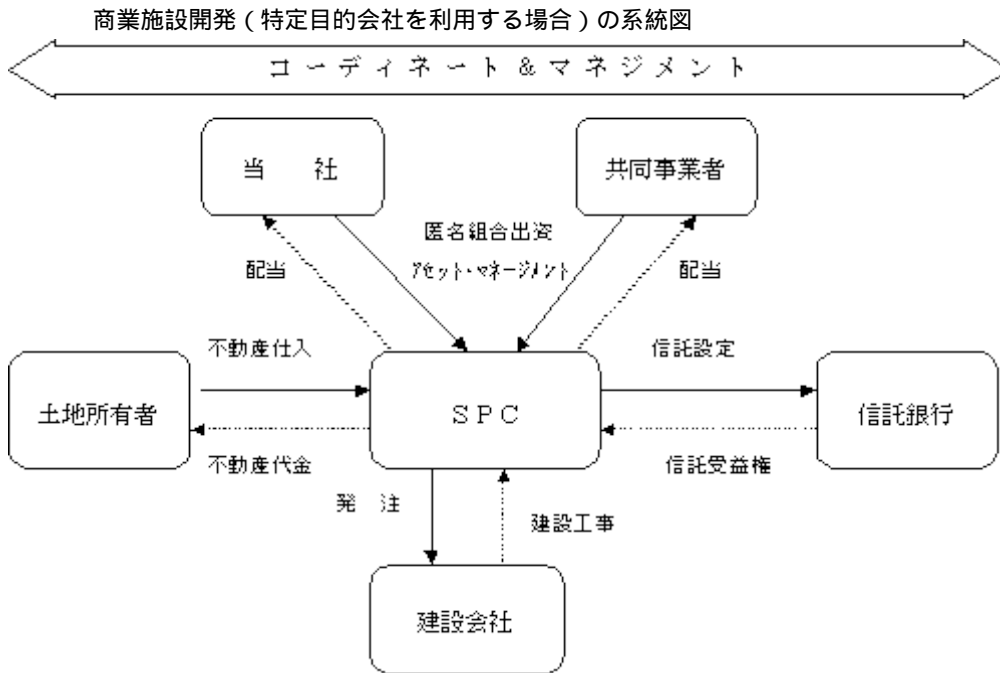 商業施設開発(特定目的会社を利用する場合)の系統図
コーディネート&マネジメント
当 社
共同事業者
匿名組合出資
アセット・マネージメント
配当
配当
不動産仕入
信託設定
土地所有者
SPC
信託銀行
不動産代金
信託受益権
発 注
建設工事
建設会社